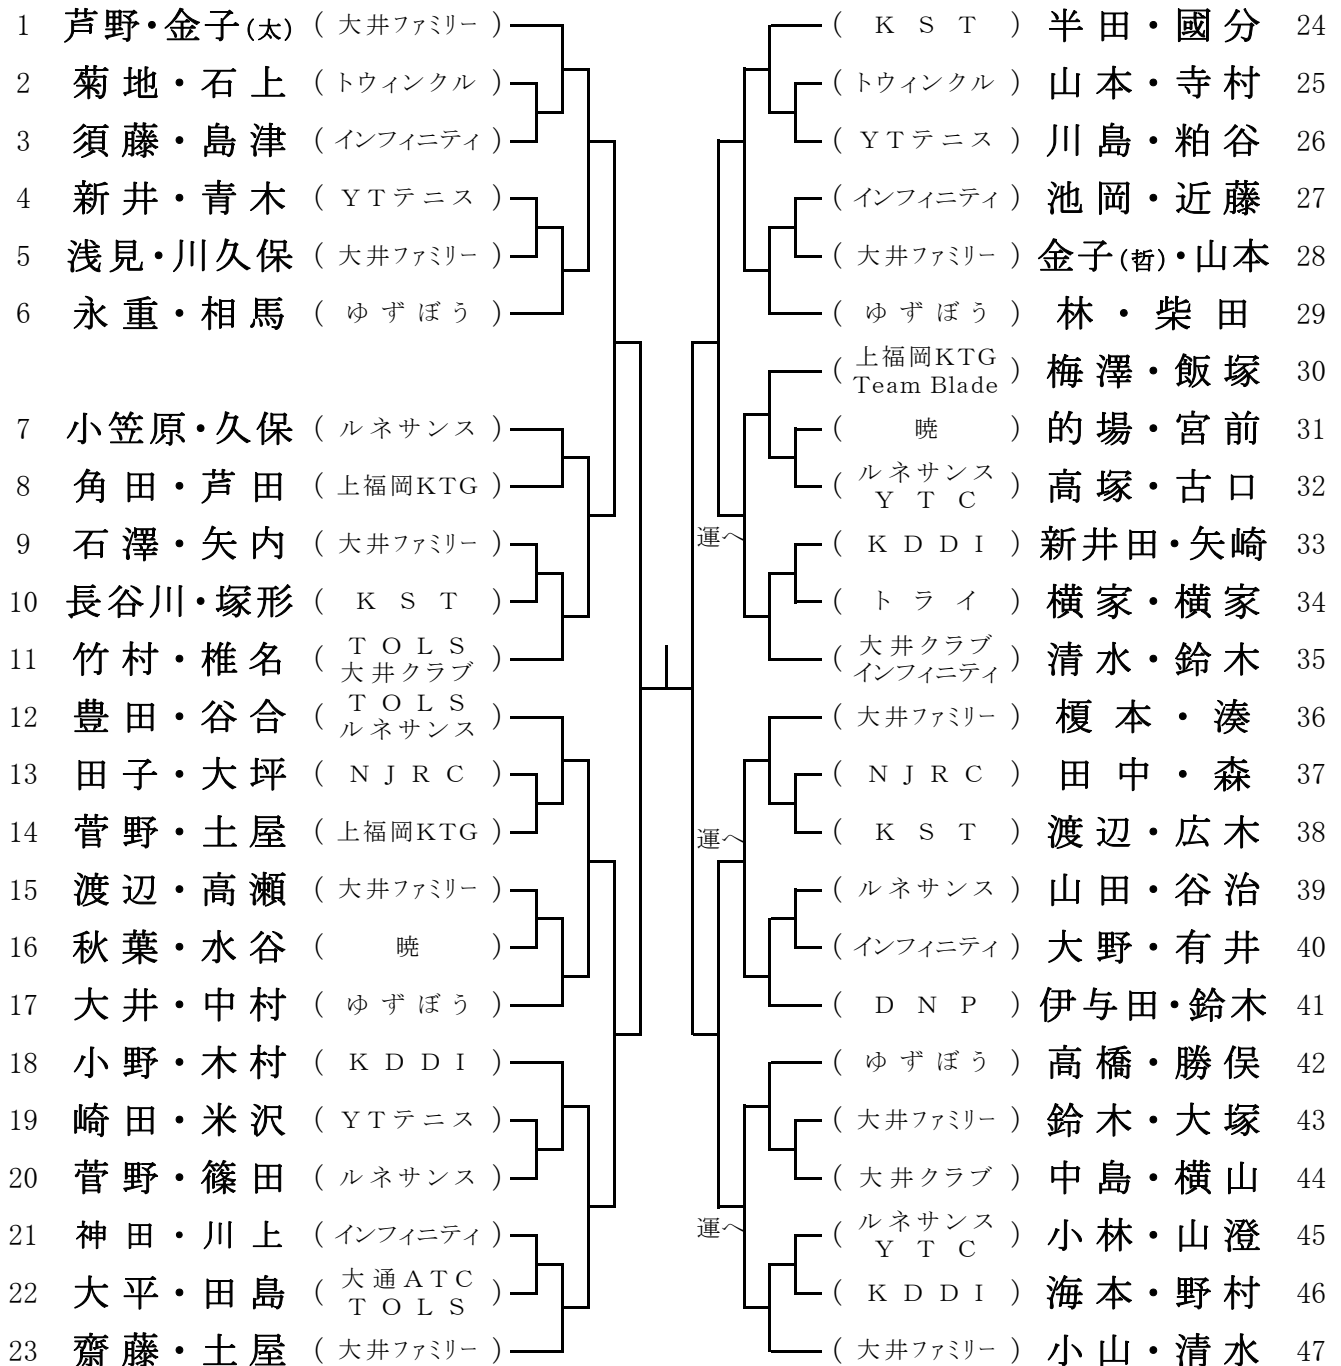 1 芦野・金子(太) (大井ファミリー)
2 菊地・石上 (トウィンクル)
3 須藤・島津 (インフィニティ)
4 新井・青木 (YTテニス)
5 浅見・川久保 (大井ファミリー)
6 永重・相馬 (ゆずぼう)
7 小笠原・久保 (ルネサンス)
8 角田・芦田 (上福岡KTG)
9 石澤・矢内 (大井ファミリー)
10 長谷川・塚形 (KST)
11 竹村・椎名 (TOLS
大井クラブ)
12 豊田・谷合 (TOLS
ルネサンス)
13 田子・大坪 (NJRC)
14 菅野・土屋 (上福岡KTG)
15 渡辺・高瀬 (大井ファミリー)
16 秋葉・水谷 (暁)
17 大井・中村 (ゆずぼう)
18 小野・木村 (KDDI)
19 崎田・米沢 (YTテニス)
20 菅野・篠田 (ルネサンス)
21 神田・川上 (インフィニティ)
22 大平・田島 (大通ATC
TOLS)
23 齋藤・土屋 (大井ファミリー)
(KST) 半田・國分 24
(トウィンクル) 山本・寺村 25
(YTテニス) 川島・粕谷 26
(インフィニティ) 池岡・近藤 27
(大井ファミリー) 金子(哲)・山本 28
(ゆずぼう) 林・柴田 29
(上福岡KTG
Team Blade) 梅澤・飯塚 30
(暁) 的場・宮前 31
(ルネサンス
YTC)高塚・古口 32
運へ
(KDDI) 新井田・矢崎 33
(トライ) 横家・横家 34
(大井クラブ
インフィニティ) 清水・鈴木 35
(大井ファミリー) 榎本・湊 36
(NJRC) 田中・森 37
運へ
(KST) 渡辺・広木 38
(ルネサンス) 山田・谷治 39
(インフィニティ) 大野・有井 40
(DNP) 伊与田・鈴木 41
(ゆずぼう) 高橋・勝俣 42
(大井ファミリー) 鈴木・大塚 43
(大井クラブ) 中島・横山 44
運へ
(ルネサンス
YTC) 小林・山澄 45
(KDDI) 海本・野村 46
(大井ファミリー) 小山・清水 47